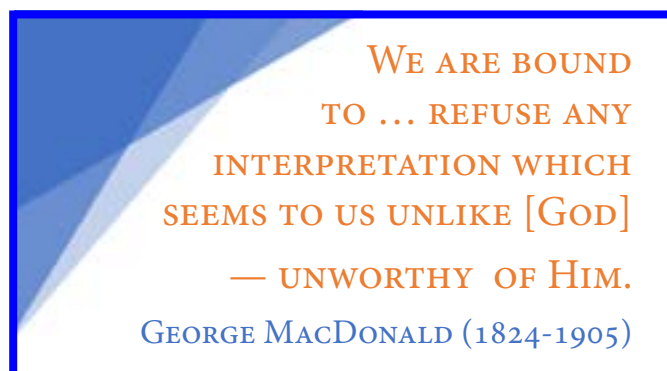 We are bound
to … refuse any
interpretation which
seems to us unlike [God]
— unworthy of Him.
George MacDonald (1824-1905)